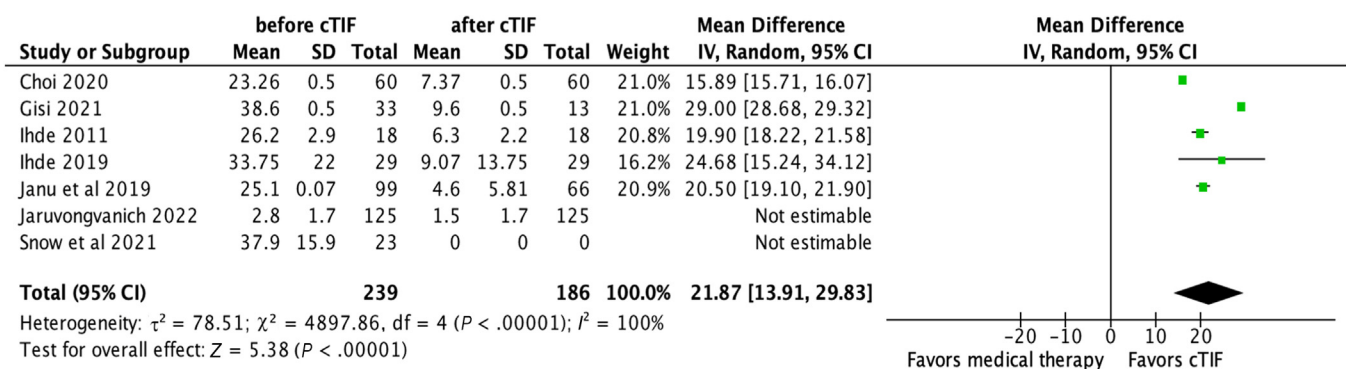 before cTIF after cTIF Mean Difference Mean Difference
Study or Subgroup Mean SD Total Mean SD Total Weight IV, Random, 95% CI IV, Random, 95% CI
Choi 2020 23.26 0.5 60 7.37 0.5 60 21.0% 15.89 [15.71, 16.07]
Gisi 2021 38.6 0.5 33 9.6 0.5 13 21.0% 29.00 [28.68, 29.32]
Ihde 2011 26.2 2.9 18 6.3 2.2 18 20.8% 19.90 [18.22, 21.58]
Ihde 2019 33.75 22 29 9.07 13.75 29 16.2% 24.68 [15.24, 34.12]
Janu et al 2019 25.1 0.07 99 4.6 5.81 66 20.9% 20.50 [19.10, 21.90]
Jaruvongvanich 2022 2.8 1.7 125 1.5 1.7 125 Not estimable
Snow et al 2021 37.9 15.9 23 0 0 0 Not estimable
Total (95% CI) 239 186 100.0% 21.87 [13.91, 29.83]
Heterogeneity: τ² = 78.51; χ² = 4897.86, df = 4 (P < .00001); I² = 100%
Test for overall effect: Z = 5.38 (P < .00001)
-20 -10 0 10 20
Favors medical therapy Favors cTIF